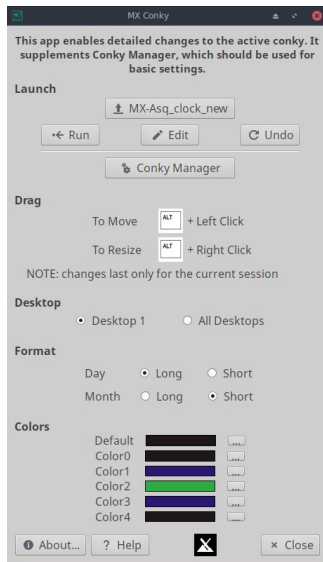 MX Conky
This app enables detailed changes to the active conky. It
supplements Conky Manager, which should be used for
basic settings.
Launch
MX-Asq_clock_new
Run Edit Undo
Conky Manager
Drag
To Move ALT + Left Click
To Resize ALT + Right Click
NOTE: changes last only for the current session
Desktop
Desktop 1 All Desktops
Format
Day Long Short
Month Long Short
Colors
Default ...
Color0 ...
Color1 ...
Color2 ...
Color3 ...
Color4 ...
About... ? Help Close